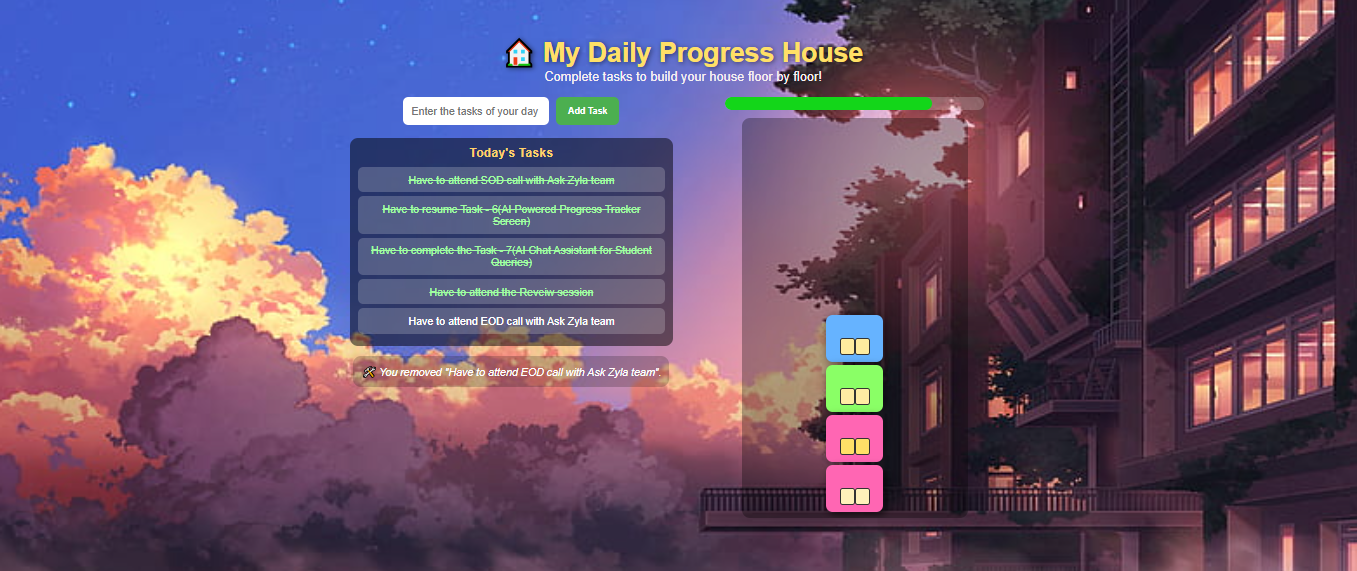 🏠 My Daily Progress House
Complete tasks to build your house floor by floor!
Enter the tasks of your day
Add Task
Today's Tasks
Have to attend SOD call with Ask Zyla team
Have to resume Task - 6(AI Powered Progress Tracker
Screen)
Have to complete the Task - 7(AI Chat Assistant for Student
Queries)
Have to attend the Reveiw session
Have to attend EOD call with Ask Zyla team
🛠 You removed "Have to attend EOD call with Ask Zyla team".